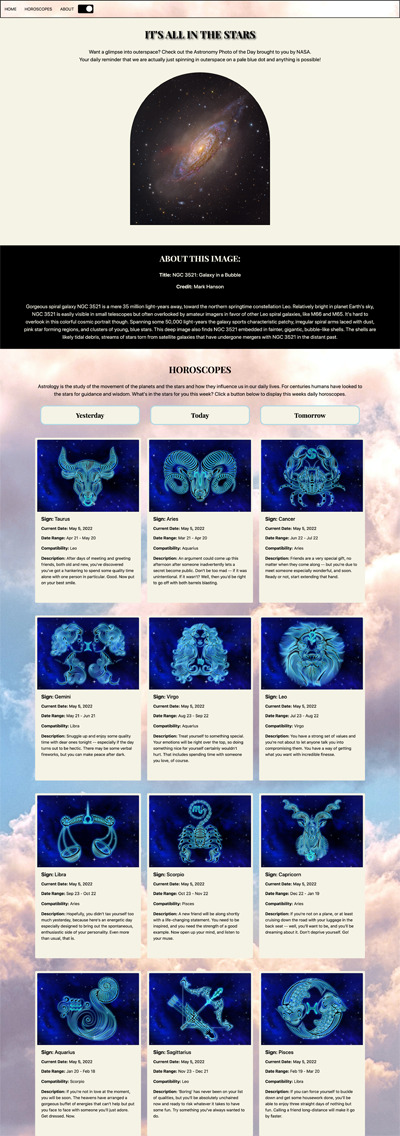 HOME HOROSCOPES ABOUT
IT'S ALL IN THE STARS
Want a glimpse into outerspace? Check out the Astronomy Photo of the Day brought to you by NASA.
Your daily reminder that we are actually just spinning in outerspace on a pale blue dot and anything is possible!
ABOUT THIS IMAGE:
Title: NGC 3521: Galaxy in a Bubble
Credit: Mark Hanson
Gorgeous spiral galaxy NGC 3521 is a mere 35 million light-years away, toward the northern springtime constellation Leo. Relatively bright in planet Earth's sky,
NGC 3521 is easily visible in small telescopes but often overlooked by amateur imagers in favor of other Leo spiral galaxies, like M66 and M65. It's hard to
overlook in this colorful cosmic portrait though. Spanning some 50,000 light-years the galaxy sports characteristic patchy, irregular spiral arms laced with dust,
pink star forming regions, and clusters of young, blue stars. This deep image also finds NGC 3521 embedded in fainter, gigantic, bubble-like shells. The shells are
likely tidal debris, streams of stars torn from satellite galaxies that have undergone mergers with NGC 3521 in the distant past.
HOROSCOPES
Astrology is the study of the movement of the planets and the stars and how they influence us in our daily lives. For centuries humans have looked to
the stars for guidance and wisdom. What's in the stars for you this week? Click a button below to display this weeks daily horoscopes.
Yesterday
Today
Tomorrow
Sign: Taurus
Current Date: May 5, 2022
Date Range: Apr 21 - May 20
Compatibility: Leo
Description: After days of meeting and greeting
friends, both old and new, you've discovered
you've got a hankering to spend some quality time
alone with one person in particular. Good. Now put
on your best smile.
Sign: Aries
Current Date: May 5, 2022
Date Range: Mar 21 - Apr 20
Compatibility: Aquarius
Description: An argument could come up this
afternoon after someone inadvertently lets a
secret become public. Don't be too mad -- if it was
unintentional. If it wasn't? Well, then you'd be right
to go off with both barrels blasting.
Sign: Cancer
Current Date: May 5, 2022
Date Range: Jun 22 - Jul 22
Compatibility: Aries
Description: Friends are a very special gift, no
matter when they come along -- but you're due to
meet someone especially wonderful, and soon.
Ready or not, start extending that hand.
Sign: Gemini
Current Date: May 5, 2022
Date Range: May 21 - Jun 21
Compatibility: Libra
Description: Snuggle up and enjoy some quality
time with dear ones tonight -- especially if the day
turns out to be hectic. There may be some verbal
fireworks, but you can make peace after dark.
Sign: Virgo
Current Date: May 5, 2022
Date Range: Aug 23 - Sep 22
Compatibility: Aquarius
Description: Treat yourself to something special.
Your emotions will be right over the top, so doing
something nice for yourself certainly wouldn't
hurt. That includes spending time with someone
you love, of course.
Sign: Leo
Current Date: May 5, 2022
Date Range: Jul 23 - Aug 22
Compatibility: Virgo
Description: You have a strong set of values and
you're not about to let anyone talk you into
compromising them. You have a way of getting
what you want with incredible finesse.
Sign: Libra
Current Date: May 5, 2022
Date Range: Sep 23 - Oct 22
Compatibility: Aries
Description: Hopefully, you didn't tax yourself too
much yesterday, because here's an energetic day
especially designed to bring out the spontaneous,
enthusiastic side of your personality. Even more
than usual, that is.
Sign: Scorpio
Current Date: May 5, 2022
Date Range: Oct 23 - Nov 22
Compatibility: Pisces
Description: A new friend will be along shortly
with a life-changing statement. You need to be
inspired, and you need the strength of a good
example. Now open up your mind, and listen to
your muse.
Sign: Capricorn
Current Date: May 5, 2022
Date Range: Dec 22 - Jan 19
Compatibility: Aries
Description: If you're not on a plane, or at least
cruising down the road with your luggage in the
back seat -- well, you'll want to be, and you'll be
dreaming about it. Don't deprive yourself. Go!
Sign: Aquarius
Current Date: May 5, 2022
Date Range: Jan 20 - Feb 18
Compatibility: Scorpio
Description: If you're not in love at the moment,
you will be soon. The heavens have arranged a
gorgeous buffet of energies that can't help but put
you face to face with someone you'll just adore.
Get dressed. Now.
Sign: Sagittarius
Current Date: May 5, 2022
Date Range: Nov 23 - Dec 21
Compatibility: Leo
Description: 'Boring' has never been on your list
of qualities, but you'll be absolutely unchained
now and ready to risk whatever it takes to have
some fun. Try something you've always wanted to
do.
Sign: Pisces
Current Date: May 5, 2022
Date Range: Feb 19 - Mar 20
Compatibility: Libra
Description: If you can force yourself to buckle
down and get some housework done, you'll be
able to enjoy three straight days of nothing but
fun. Calling a friend long-distance will make it go
by faster.